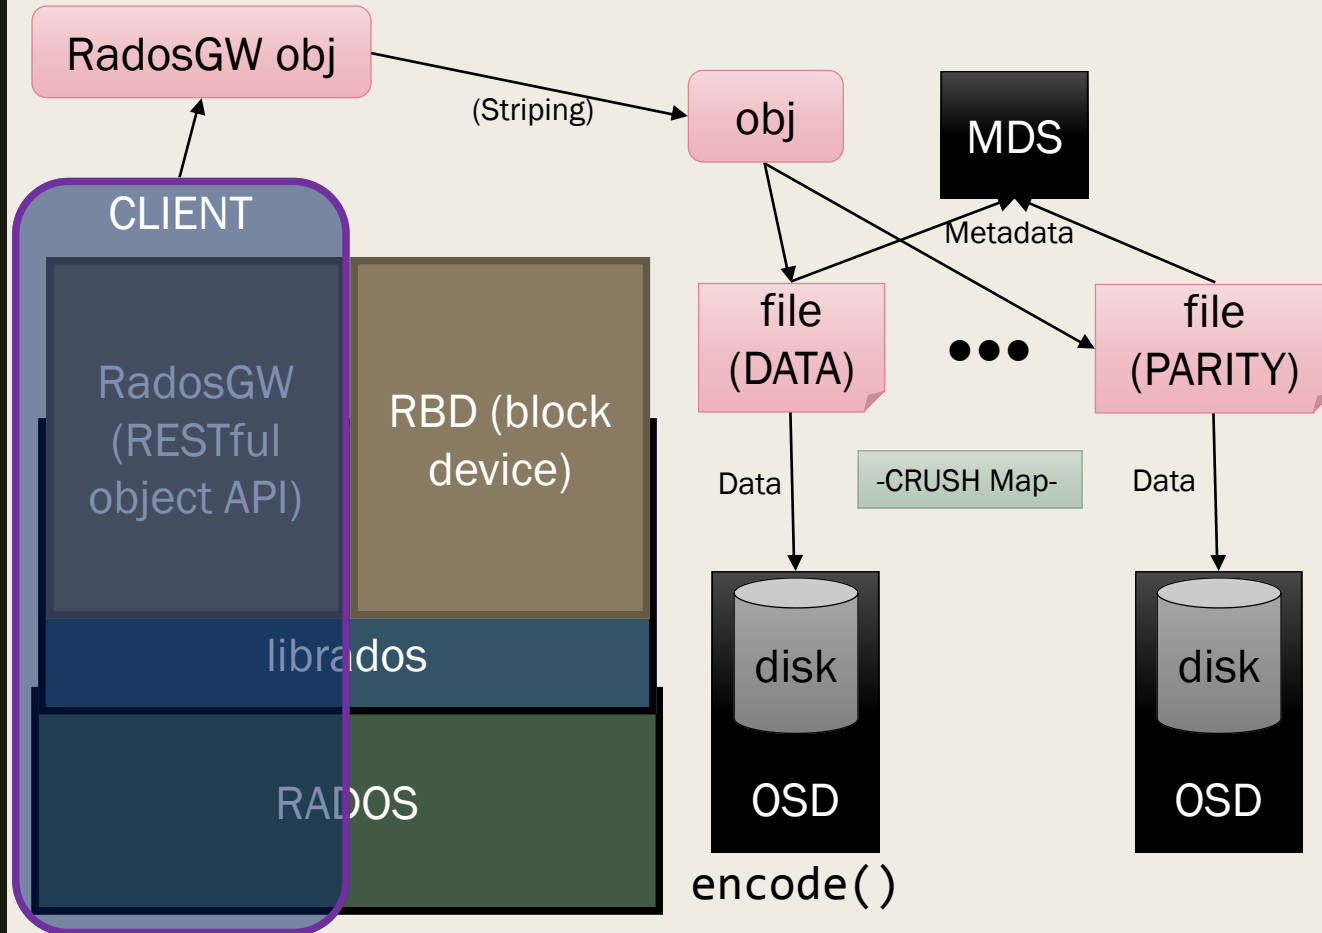 RadosGW obj
(Striping)
obj
MDS
CLIENT
Metadata
RadosGW
(RESTful
object API)
RBD (block
device)
file
(DATA)
file
(PARITY)
Data
-CRUSH Map-
Data
librados
disk
disk
RADOS
OSD
OSD
encode()